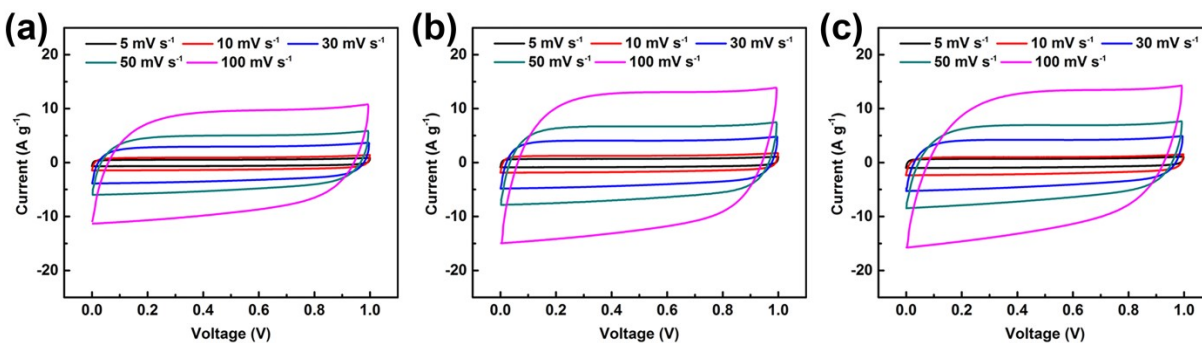 (a)
5 mV s⁻¹ 10 mV s⁻¹ 30 mV s⁻¹
50 mV s⁻¹ 100 mV s⁻¹
20
10
0
-10
-20
Current (A g⁻¹)
0.0 0.2 0.4 0.6 0.8 1.0
Voltage (V)
(b)
5 mV s⁻¹ 10 mV s⁻¹ 30 mV s⁻¹
50 mV s⁻¹ 100 mV s⁻¹
20
10
0
-10
-20
Current (A g⁻¹)
0.0 0.2 0.4 0.6 0.8 1.0
Voltage (V)
(c)
5 mV s⁻¹ 10 mV s⁻¹ 30 mV s⁻¹
50 mV s⁻¹ 100 mV s⁻¹
20
10
0
-10
-20
Current (A g⁻¹)
0.0 0.2 0.4 0.6 0.8 1.0
Voltage (V)